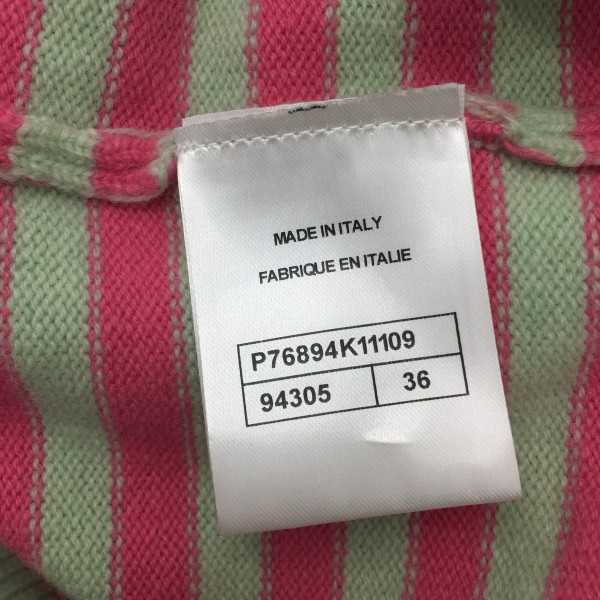 MADE IN ITALY
FABRIQUE EN ITALIE
P76894K11109
94305 36